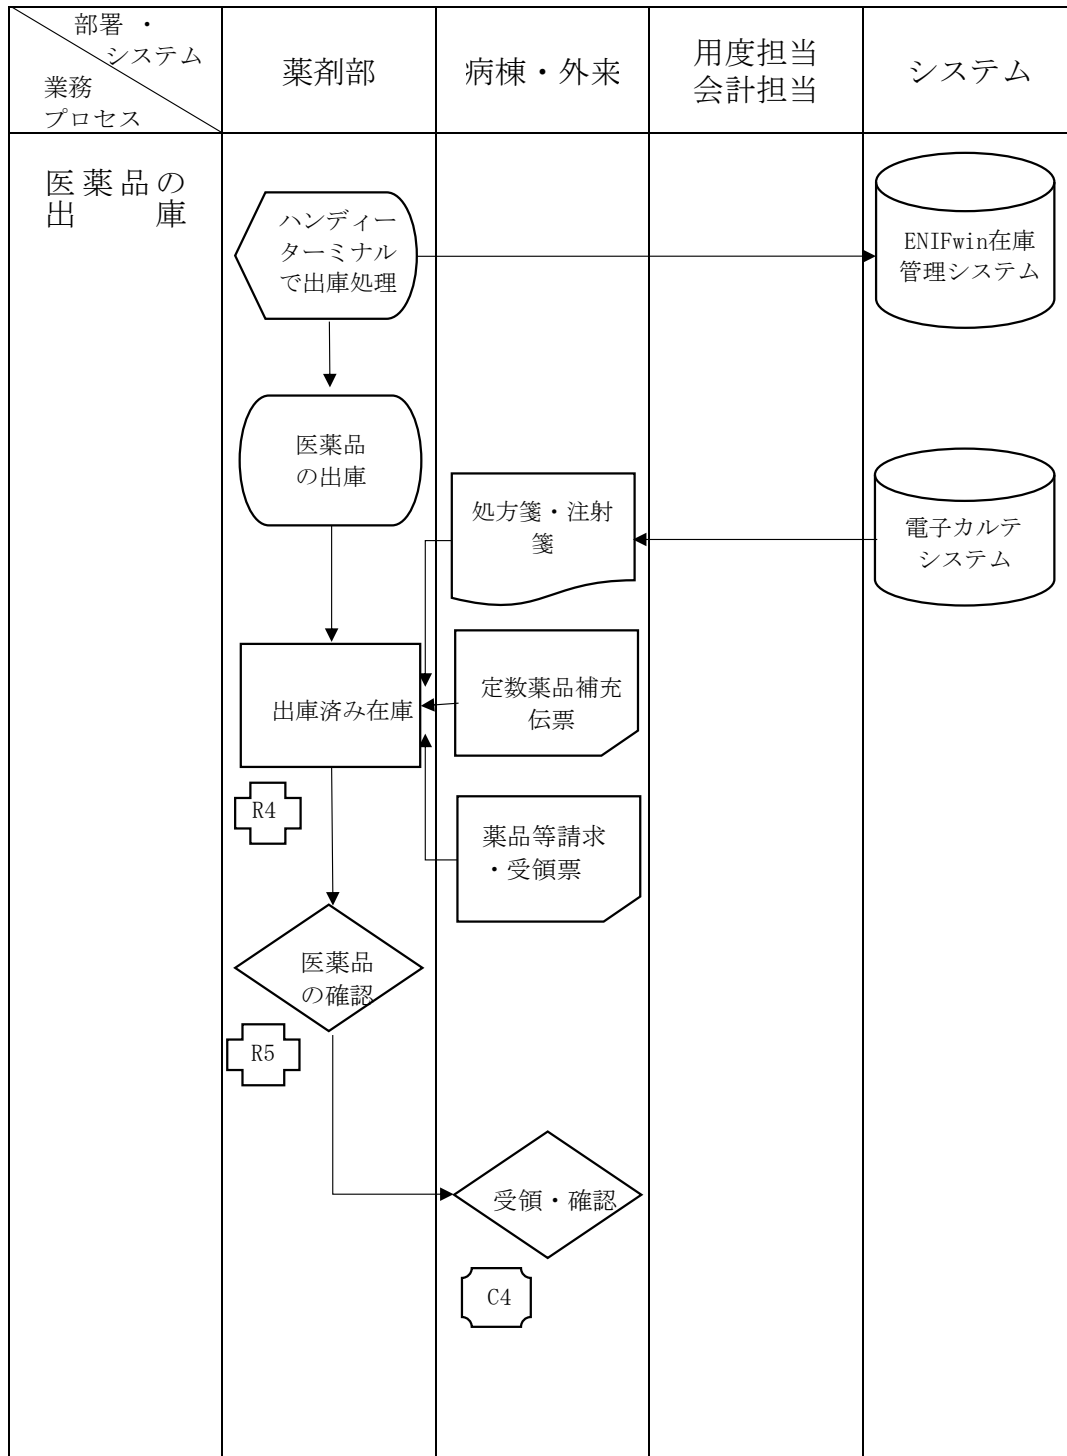 部署 ・
システム
業務
プロセス
薬剤部
病棟・外来
用度担当
会計担当
システム
医薬品の
出　　庫
ハンディー
ターミナル
で出庫処理
ENIFwin在庫
管理システム
医薬品
の出庫
処方箋・注射
箋
電子カルテ
システム
出庫済み在庫
定数薬品補充
伝票
R4
薬品等請求
・受領票
医薬品
の確認
R5
受領・確認
C4